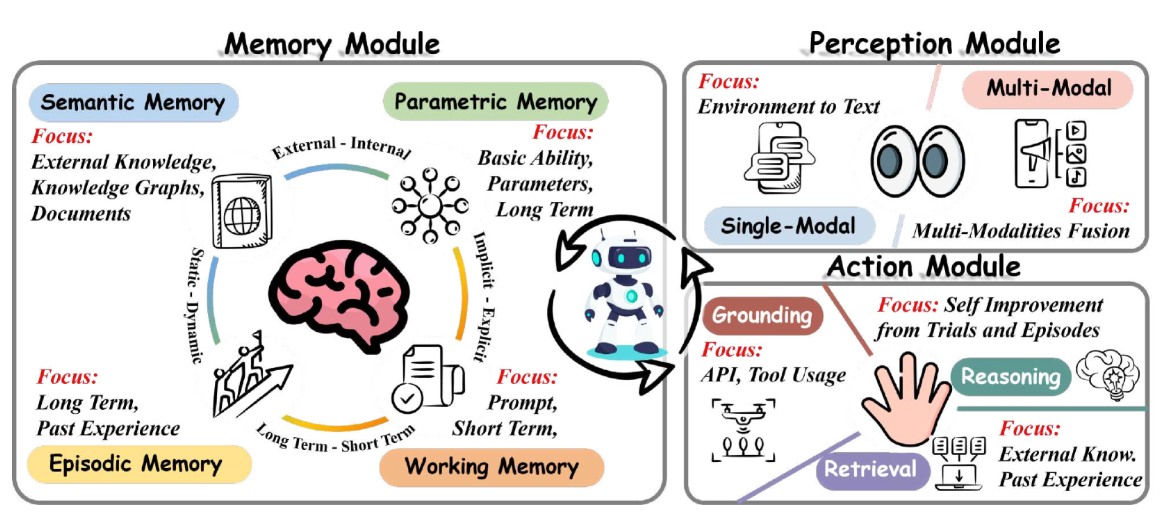 Memory Module
Semantic Memory
Focus:
External Knowledge,
Knowledge Graphs,
Documents
Parametric Memory
Focus:
Basic Ability,
Parameters,
Long Term
External - Internal
Static - Dynamic
Implicit - Explicit
Long Term - Short Term
Focus:
Long Term,
Past Experience
Episodic Memory
Focus:
Prompt,
Short Term,
Working Memory
Perception Module
Focus:
Environment to Text
Single-Modal
Multi-Modal
Focus:
Multi-Modalities Fusion
Action Module
Grounding
Focus:
API, Tool Usage
Focus: Self Improvement
from Trials and Episodes
Reasoning
Retrieval
Focus:
External Know.
Past Experience